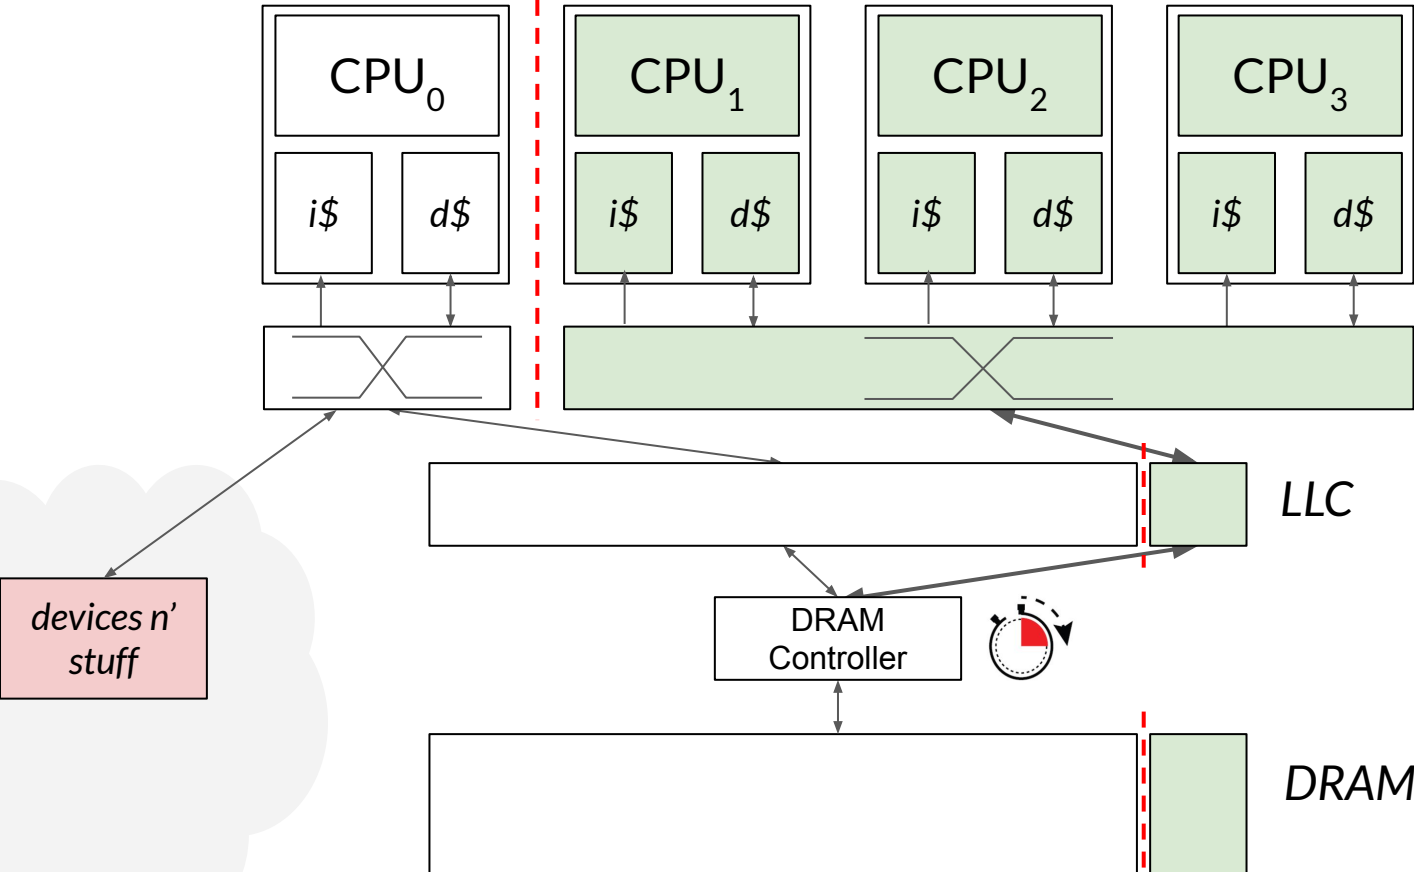 CPU0
CPU1
CPU2
CPU3
i$
d$
i$
d$
i$
d$
i$
d$
LLC
devices n’
stuff
DRAM
Controller
DRAM